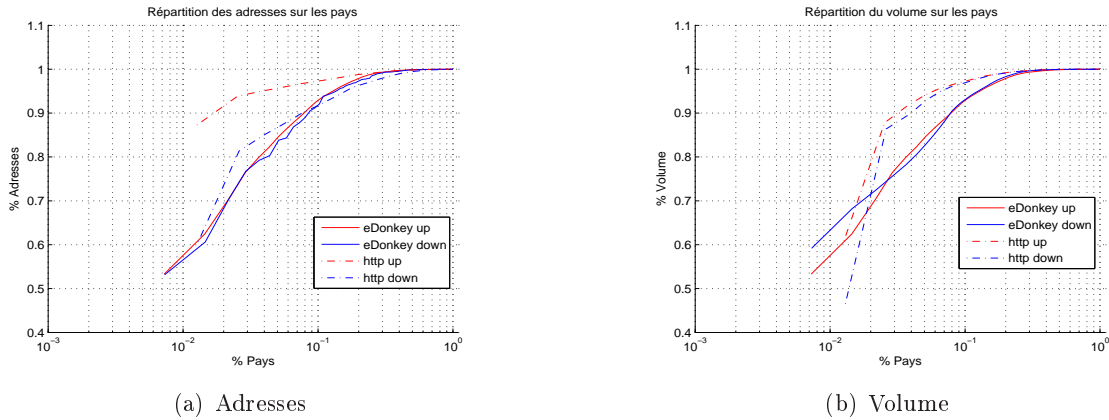 Répartition des adresses sur les pays
1.1
1
0.9
0.8
0.7
0.6
0.5
0.4
% Adresses
10⁻³
10⁻²
10⁻¹
10⁰
% Pays
eDonkey up
eDonkey down
http up
http down
(a) Adresses
Répartition du volume sur les pays
1.1
1
0.9
0.8
0.7
0.6
0.5
0.4
% Volume
10⁻³
10⁻²
10⁻¹
10⁰
% Pays
eDonkey up
eDonkey down
http up
http down
(b) Volume